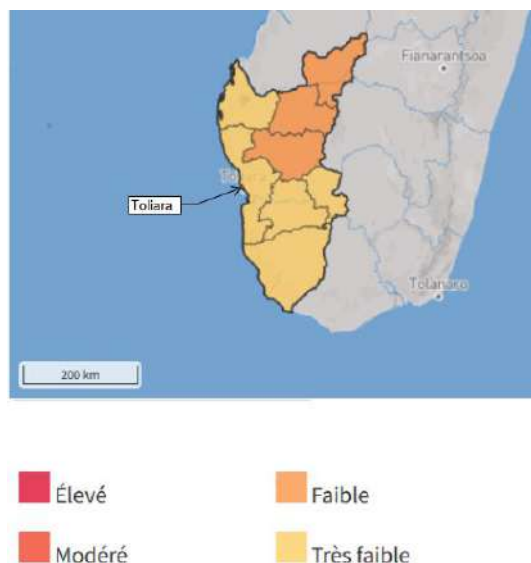 Fianarantsoa
Toliara
Tolanaro
200 km
Élevé
Faible
Modéré
Très faible